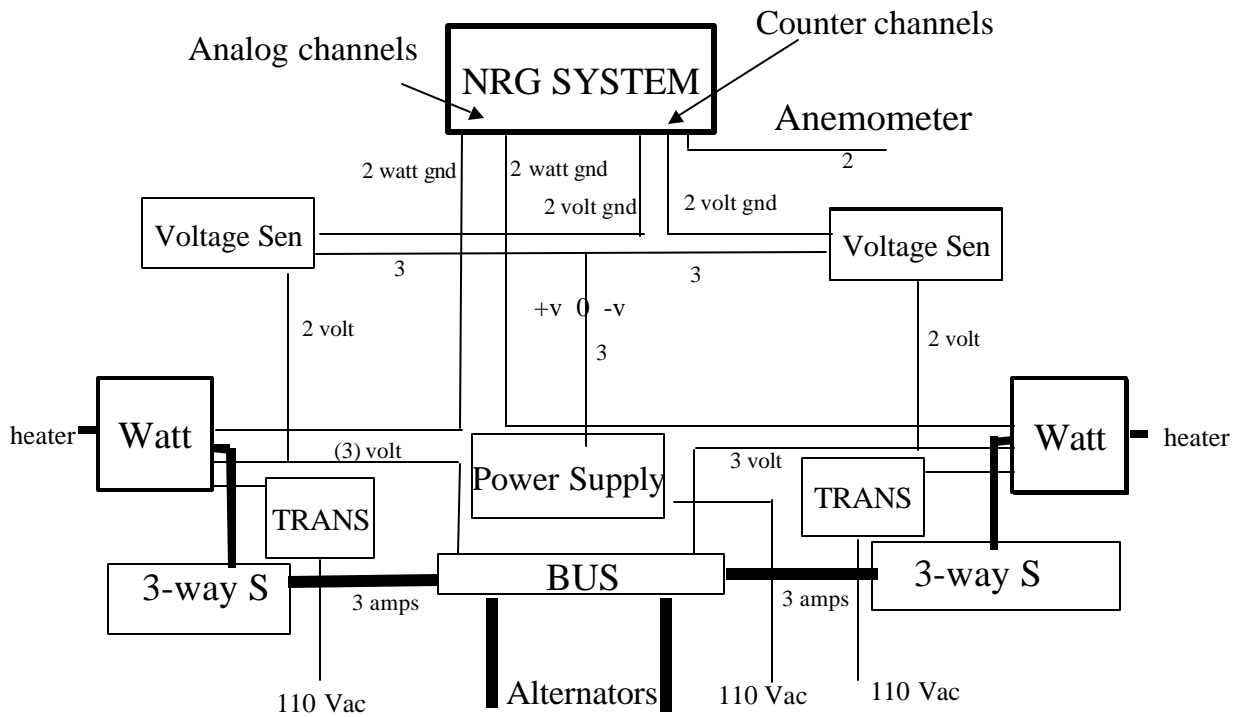 Counter channels
Analog channels
NRG SYSTEM
Anemometer
2
2 watt gnd
2 watt gnd
2 volt gnd
2 volt gnd
Voltage Sen
Voltage Sen
3
3
+v 0 -v
2 volt
3
2 volt
heater
Watt
Watt
heater
(3) volt
3 volt
Power Supply
TRANS
TRANS
3-way S
BUS
3-way S
3 amps
3 amps
110 Vac
Alternators
110 Vac
110 Vac